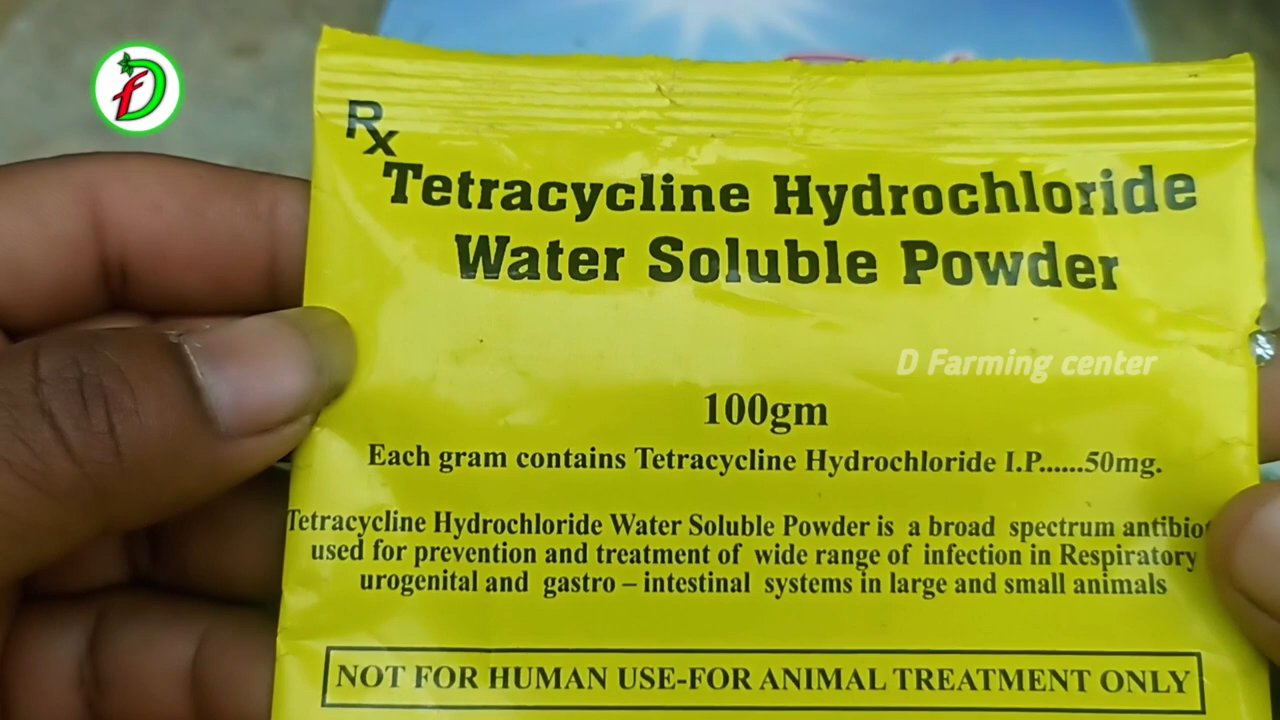 Rx
Tetracycline Hydrochloride
Water Soluble Powder
D Farming center
100gm
Each gram contains Tetracycline Hydrochloride I.P......50mg.
Tetracycline Hydrochloride Water Soluble Powder is a broad spectrum
used for prevention and treatment of wide range of infection in Respiratory
urogenital and gastro – intestinal systems in large and small animals
NOT FOR HUMAN USE-FOR ANIMAL TREATMENT ONLY